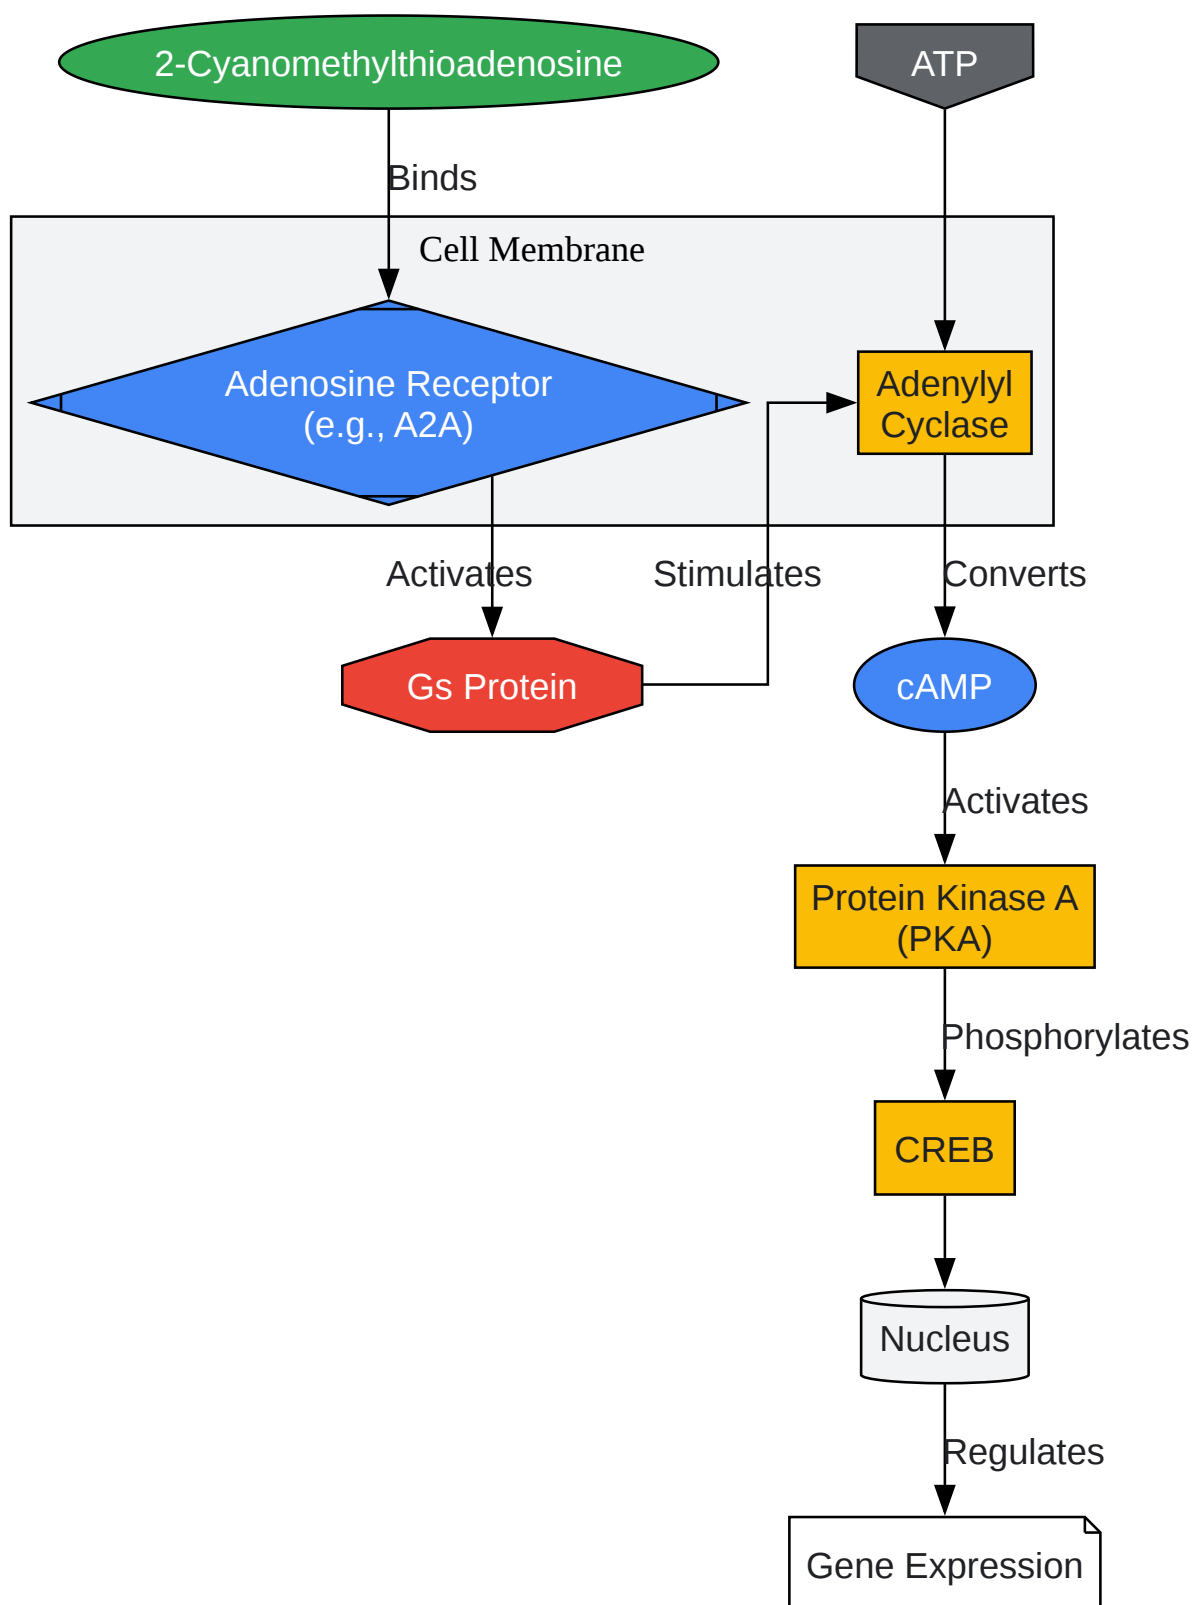 2-Cyanomethylthioadenosine
ATP
Binds
Cell Membrane
Adenosine Receptor
(e.g., A2A)
Adenylyl
Cyclase
Activates
Stimulates
Converts
Gs Protein
cAMP
Activates
Protein Kinase A
(PKA)
Phosphorylates
CREB
Nucleus
Regulates
Gene Expression